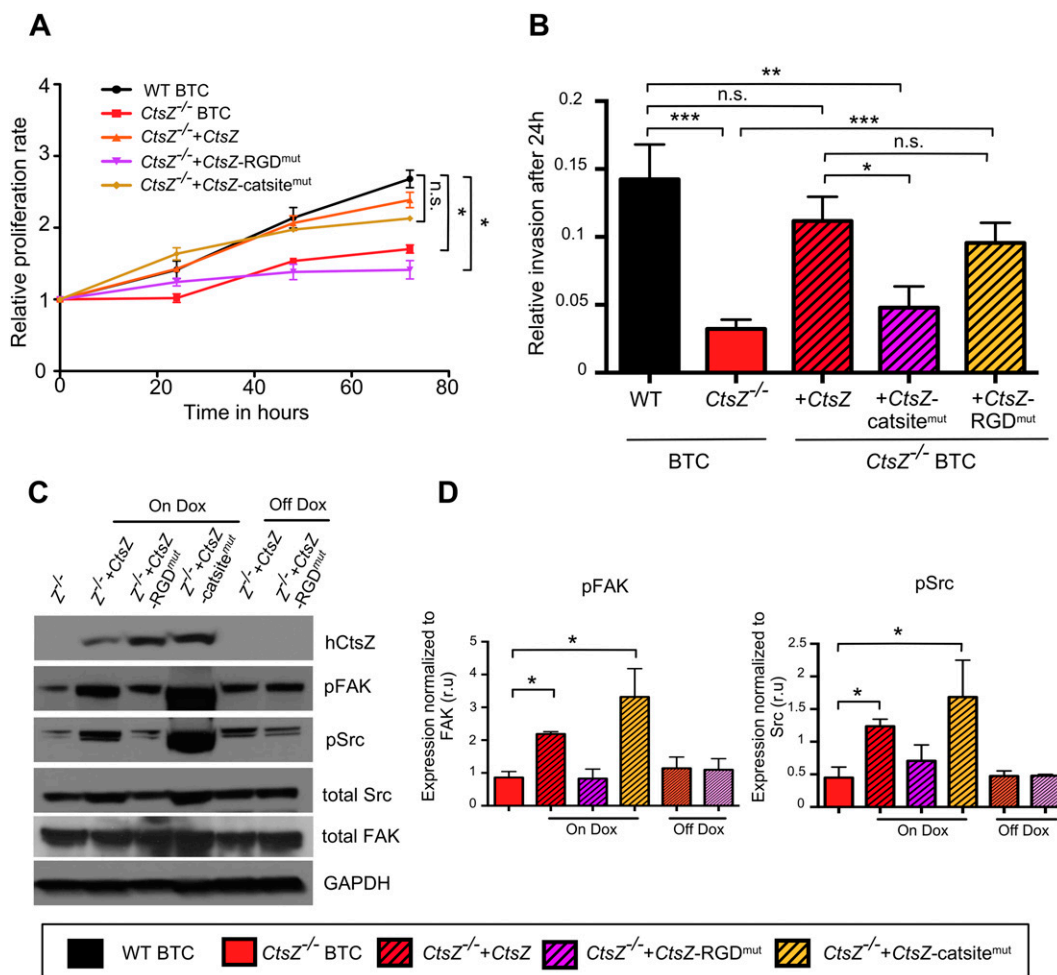 A
Relative proliferation rate
4
3
2
1
0
0
20
40
60
80
Time in hours
WT BTC
CtsZ-/- BTC
CtsZ-/-+CtsZ
CtsZ-/-+CtsZ-RGDmut
CtsZ-/-+CtsZ-catsitemut
n.s.
*
*
B
Relative invasion after 24h
0.2
0.15
0.1
0.05
0
**
n.s.
***
***
n.s.
*
WT
CtsZ-/-
+CtsZ
+CtsZ-
catsitemut
+CtsZ-
RGDmut
BTC
CtsZ-/- BTC
C
On Dox
Off Dox
Z-/-
Z-/-+CtsZ
Z-/-+CtsZ
-RGDmut
Z-/-+CtsZ
-catsitemut
Z-/-+CtsZ
Z-/-+CtsZ
-RGDmut
hCtsZ
pFAK
pSrc
total Src
total FAK
GAPDH
D
pFAK
Expression normalized to
FAK (r.u)
5
4
3
2
1
0
*
*
On Dox
Off Dox
pSrc
Expression normalized to
Src (r.u)
2.5
2
1.5
1
0.5
0
*
*
On Dox
Off Dox
WT BTC
CtsZ-/- BTC
CtsZ-/-+CtsZ
CtsZ-/-+CtsZ-RGDmut
CtsZ-/-+CtsZ-catsitemut